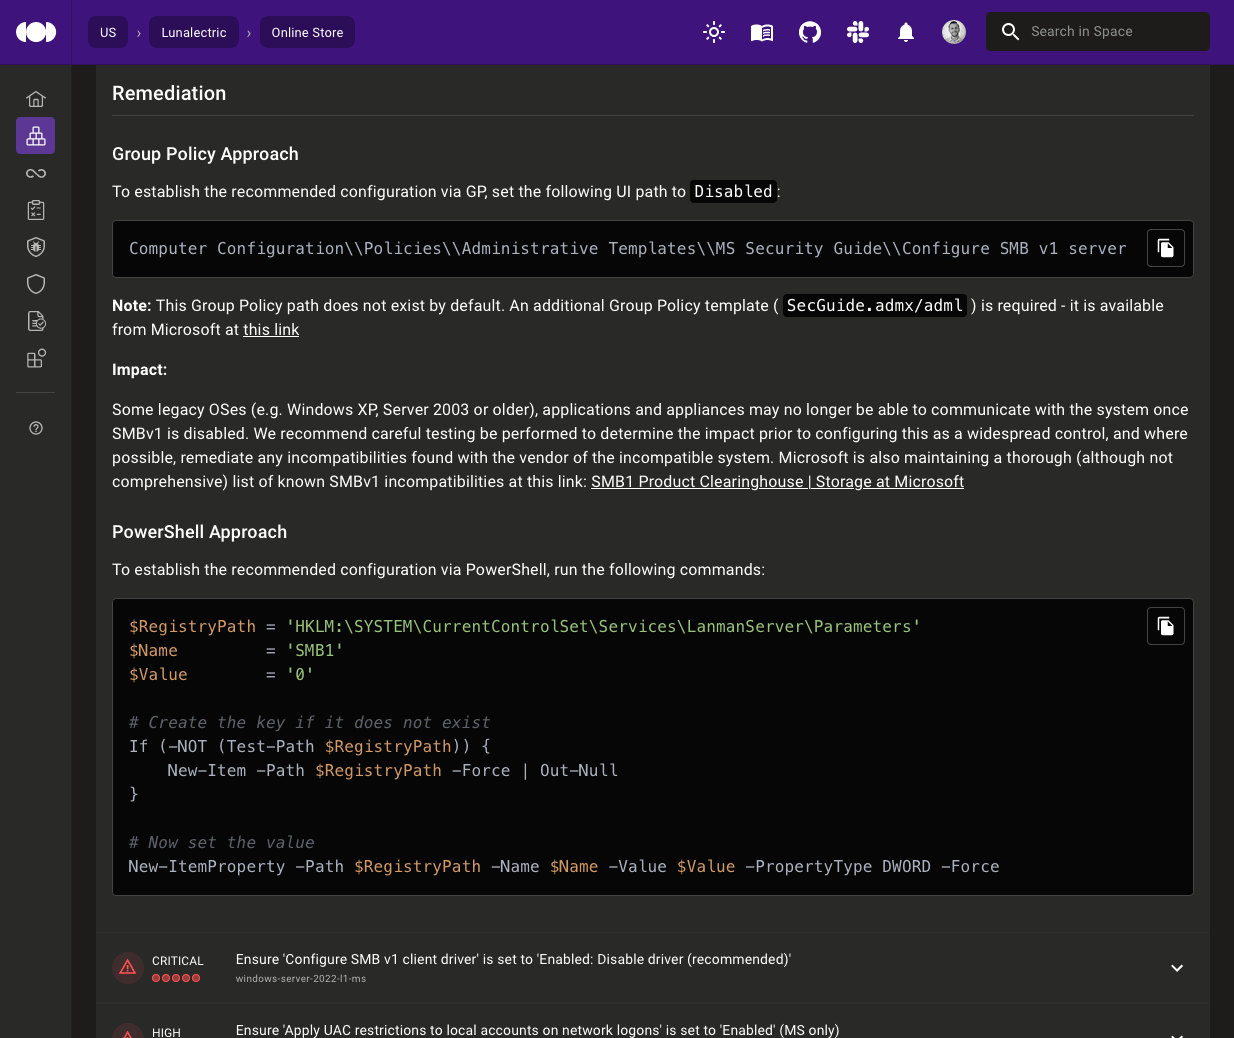 US › Lunalectric › Online Store
Search in Space
Remediation
Group Policy Approach
To establish the recommended configuration via GP, set the following UI path to Disabled:
Computer Configuration\\Policies\\Administrative Templates\\MS Security Guide\\Configure SMB v1 server
Note: This Group Policy path does not exist by default. An additional Group Policy template ( SecGuide.admx/adml ) is required - it is available
from Microsoft at this link
Impact:
Some legacy OSes (e.g. Windows XP, Server 2003 or older), applications and appliances may no longer be able to communicate with the system once
SMBv1 is disabled. We recommend careful testing be performed to determine the impact prior to configuring this as a widespread control, and where
possible, remediate any incompatibilities found with the vendor of the incompatible system. Microsoft is also maintaining a thorough (although not
comprehensive) list of known SMBv1 incompatibilities at this link: SMB1 Product Clearinghouse | Storage at Microsoft
PowerShell Approach
To establish the recommended configuration via PowerShell, run the following commands:
$RegistryPath = 'HKLM:\SYSTEM\CurrentControlSet\Services\LanmanServer\Parameters'
$Name         = 'SMB1'
$Value        = '0'
# Create the key if it does not exist
If (-NOT (Test-Path $RegistryPath)) {
    New-Item -Path $RegistryPath -Force | Out-Null
}
# Now set the value
New-ItemProperty -Path $RegistryPath -Name $Name -Value $Value -PropertyType DWORD -Force
CRITICAL
Ensure 'Configure SMB v1 client driver' is set to 'Enabled: Disable driver (recommended)'
windows-server-2022-l1-ms
HIGH
Ensure 'Apply UAC restrictions to local accounts on network logons' is set to 'Enabled' (MS only)